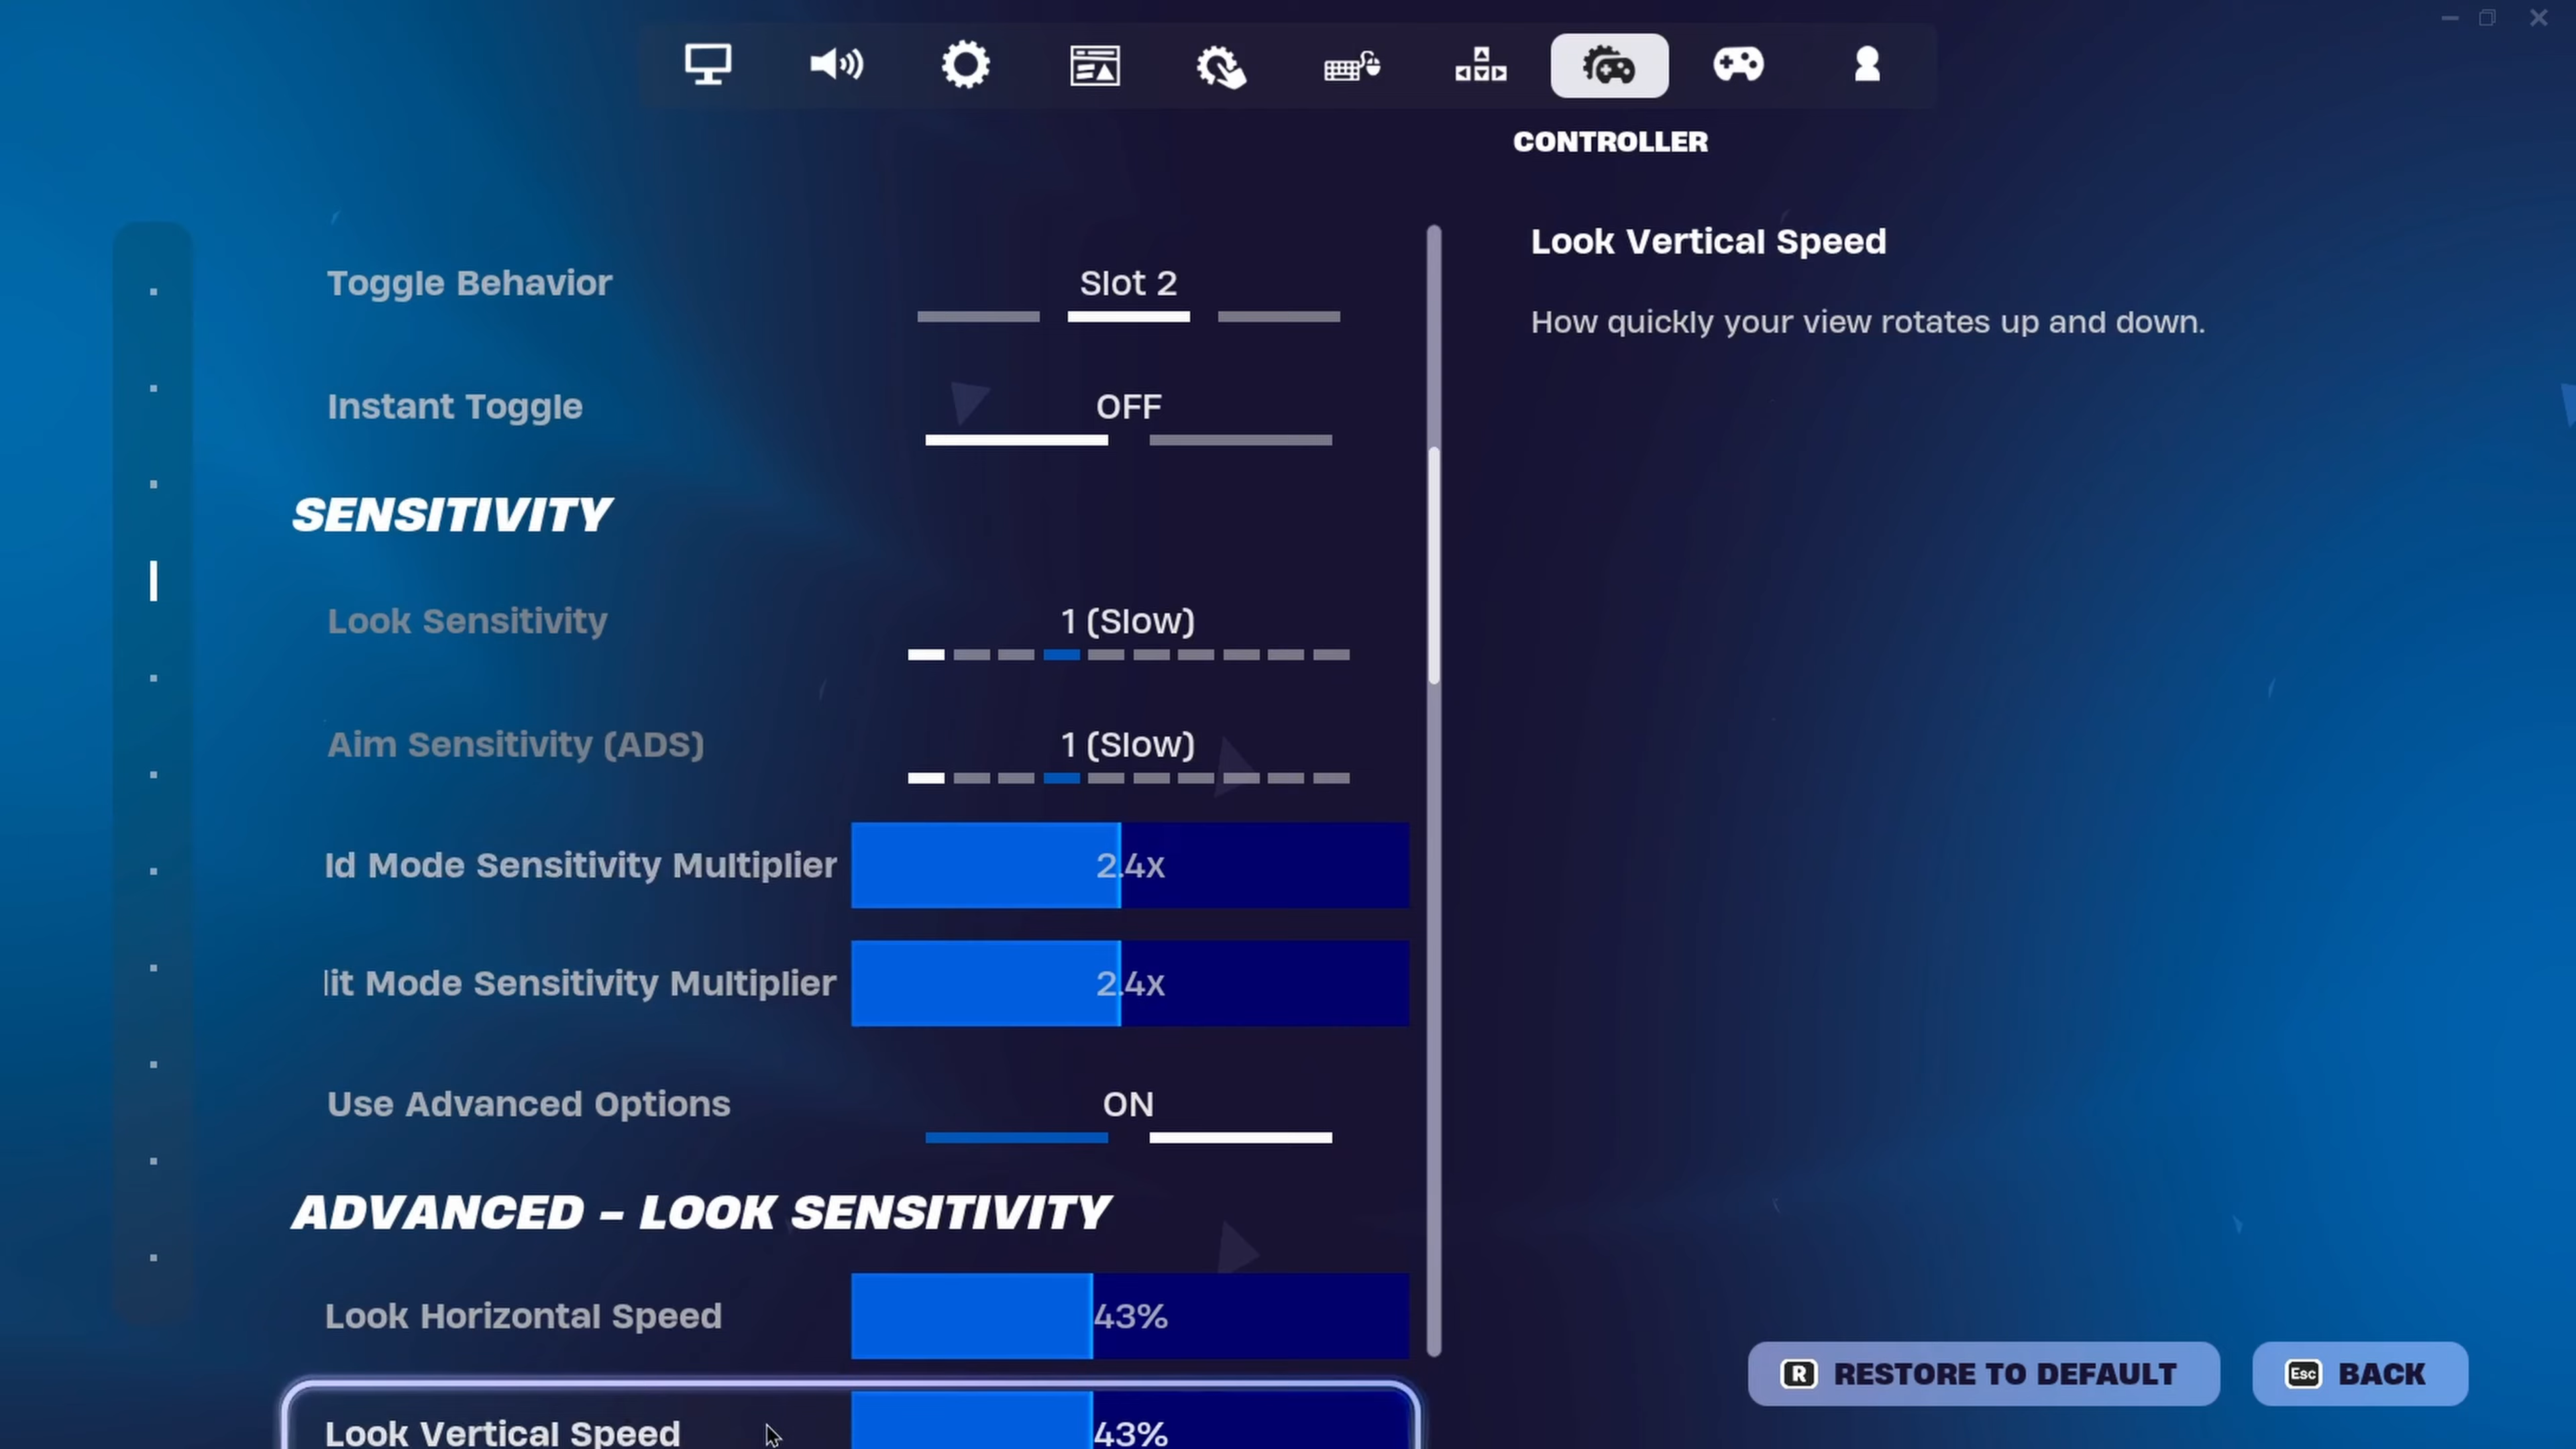 CONTROLLER
Toggle Behavior
Slot 2
Instant Toggle
OFF
SENSITIVITY
Look Sensitivity
1 (Slow)
Aim Sensitivity (ADS)
1 (Slow)
ld Mode Sensitivity Multiplier
2.4x
lit Mode Sensitivity Multiplier
2.4x
Use Advanced Options
ON
ADVANCED - LOOK SENSITIVITY
Look Horizontal Speed
43%
Look Vertical Speed
43%
Look Vertical Speed
How quickly your view rotates up and down.
R RESTORE TO DEFAULT
Esc BACK